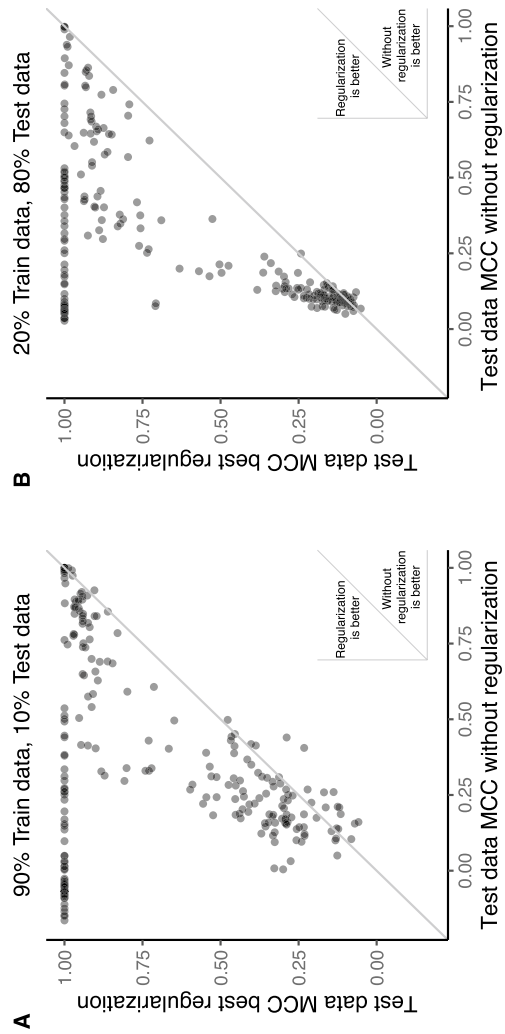 A
90% Train data, 10% Test data
Test data MCC best regularization
1.00
0.75
0.50
0.25
0.00
Regularization
is better
Without
regularization
is better
0.00
0.25
0.50
0.75
1.00
Test data MCC without regularization
B
20% Train data, 80% Test data
Test data MCC best regularization
1.00
0.75
0.50
0.25
0.00
Regularization
is better
Without
regularization
is better
0.00
0.25
0.50
0.75
1.00
Test data MCC without regularization